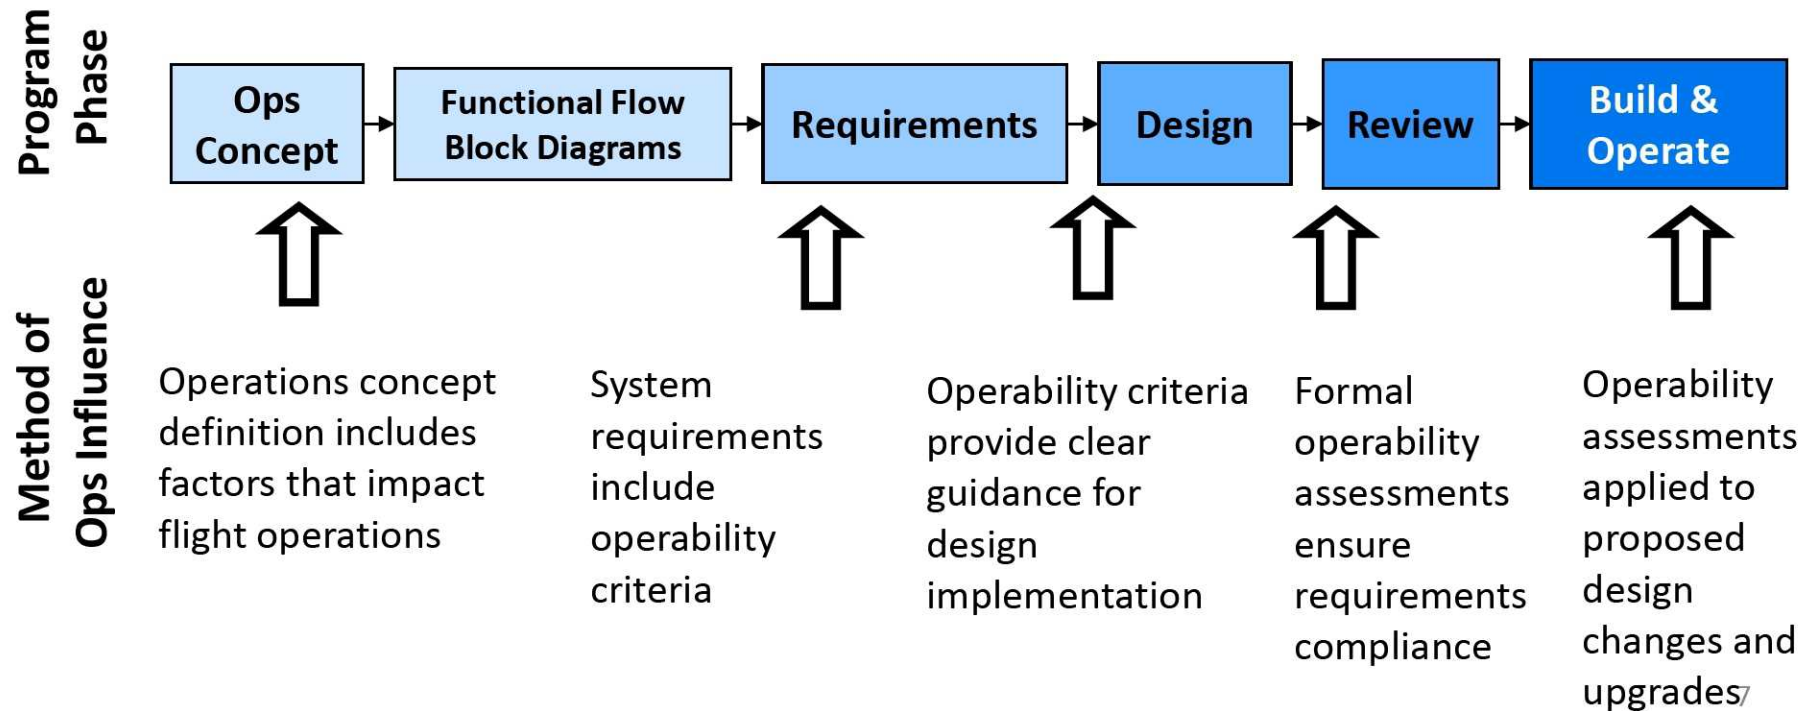 Program
Phase
Ops
Concept
Functional Flow
Block Diagrams
Requirements
Design
Review
Build &
Operate
Method of
Ops Influence
Operations concept
definition includes
factors that impact
flight operations
System
requirements
include
operability
criteria
Operability criteria
provide clear
guidance for
design
implementation
Formal
operability
assessments
ensure
requirements
compliance
Operability
assessments
applied to
proposed
design
changes and
upgrades
7